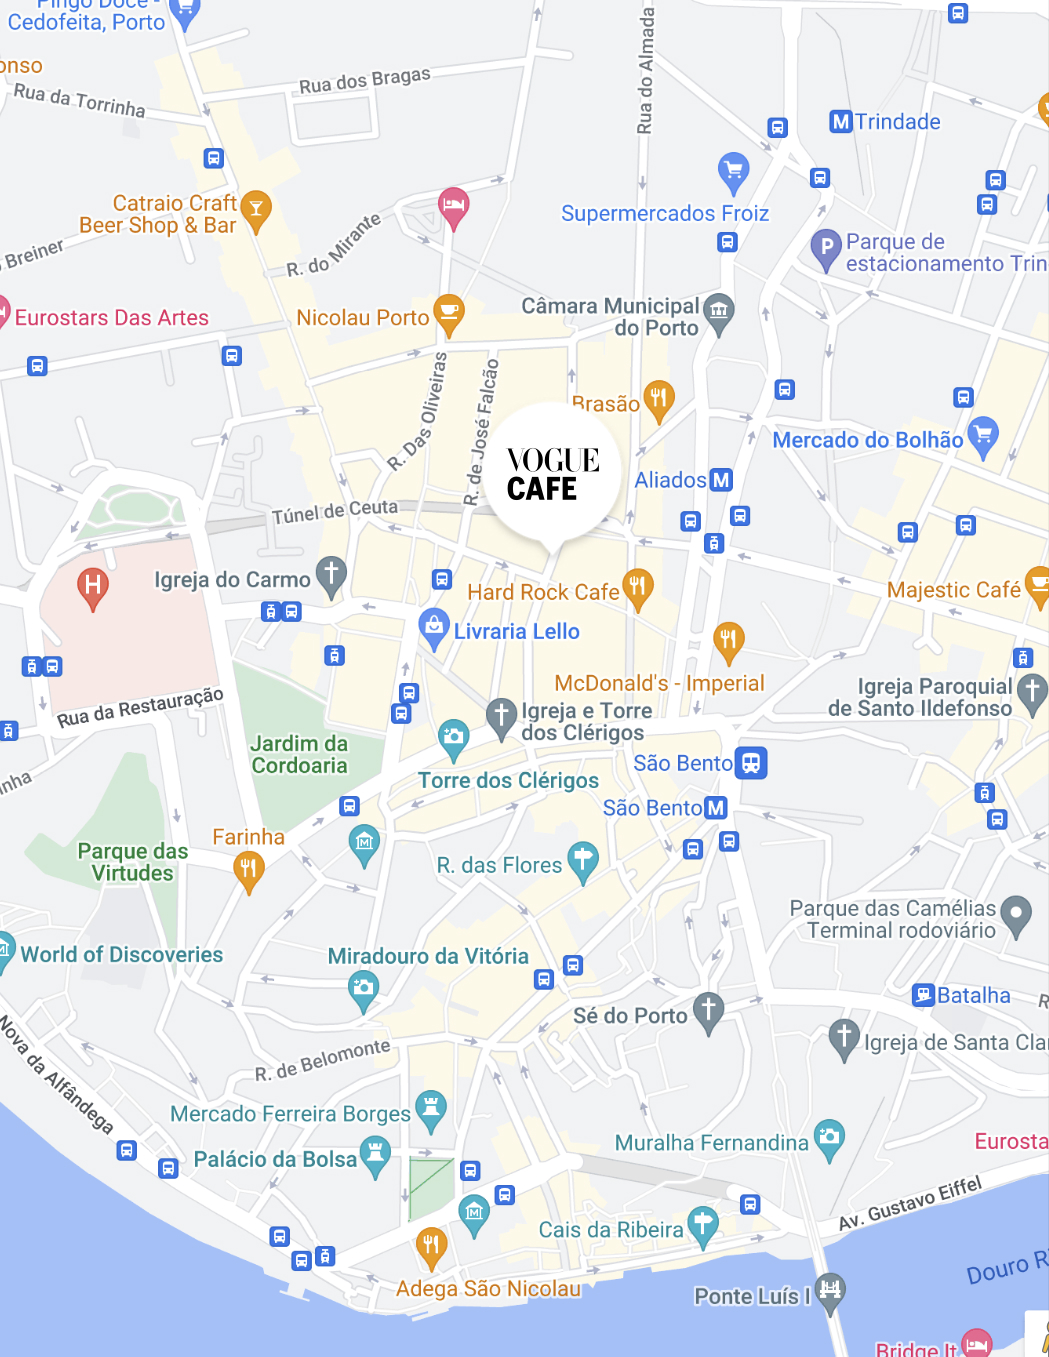 Pingo Doce -
Cedofeita, Porto
onso
Rua da Torrinha
Rua dos Bragas
Rua do Almada
M Trindade
Catraio Craft
Beer Shop & Bar
Supermercados Froiz
Breiner
R. do Mirante
P
Parque de
estacionamento Trin
Eurostars Das Artes
Nicolau Porto
Câmara Municipal
do Porto
R. Das Oliveiras
R. de José Falcão
Brasão
Mercado do Bolhão
VOGUE
CAFE
Aliados M
Túnel de Ceuta
H
Igreja do Carmo
Hard Rock Cafe
Majestic Café
Livraria Lello
McDonald's - Imperial
Rua da Restauração
Igreja e Torre
dos Clérigos
Igreja Paroquial
de Santo Ildefonso
Jardim da
Cordoaria
inha
Torre dos Clérigos
São Bento
São Bento M
Farinha
Parque das
Virtudes
R. das Flores
Parque das Camélias
Terminal rodoviário
World of Discoveries
Miradouro da Vitória
Batalha
R
Sé do Porto
Igreja de Santa Clar
Nova da Alfândega
R. de Belomonte
Mercado Ferreira Borges
Muralha Fernandina
Eurosta
Palácio da Bolsa
Av. Gustavo Eiffel
Cais da Ribeira
Adega São Nicolau
Ponte Luís I
Douro Ri
Bridge It